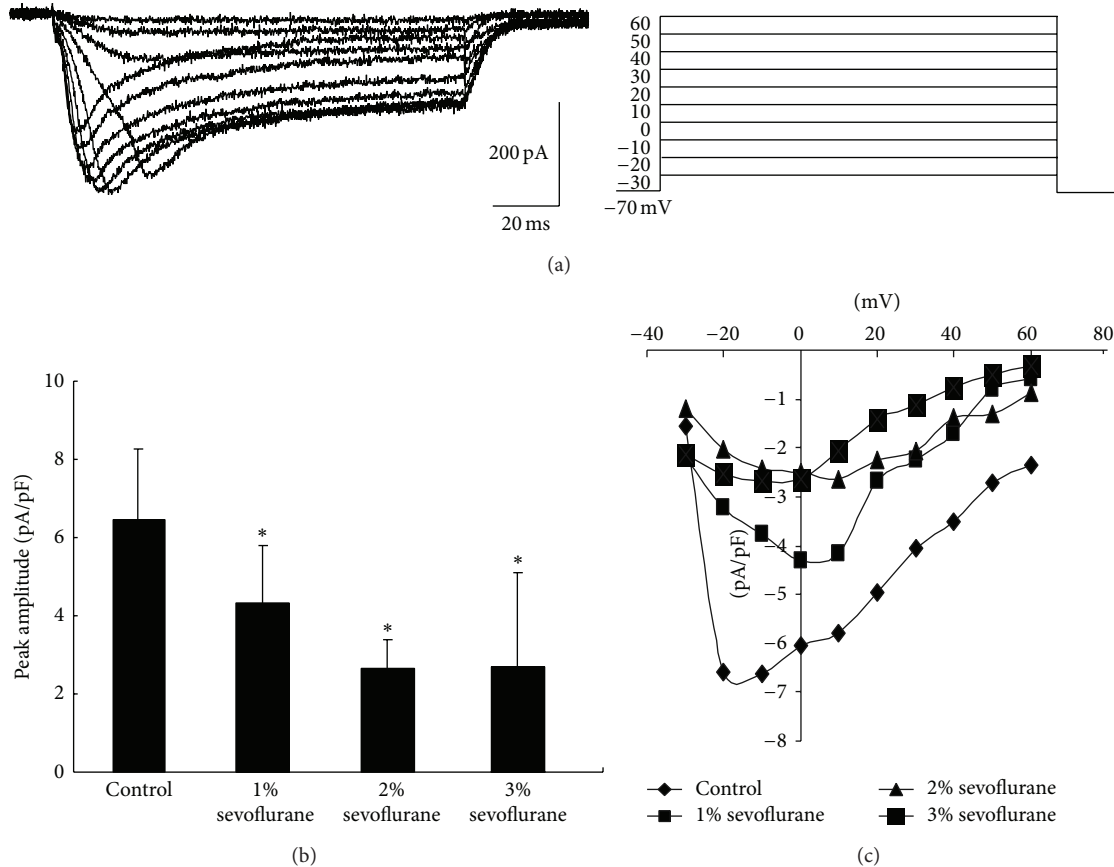 200 pA
20 ms
60
50
40
30
20
10
0
−10
−20
−30
−70 mV
(a)
10
8
6
4
2
0
Peak amplitude (pA/pF)
*
*
*
Control
1%
sevoflurane
2%
sevoflurane
3%
sevoflurane
(b)
(mV)
−40
−20
0
20
40
60
80
−1
−2
−3
−4
−5
−6
−7
−8
(pA/pF)
Control
1% sevoflurane
2% sevoflurane
3% sevoflurane
(c)